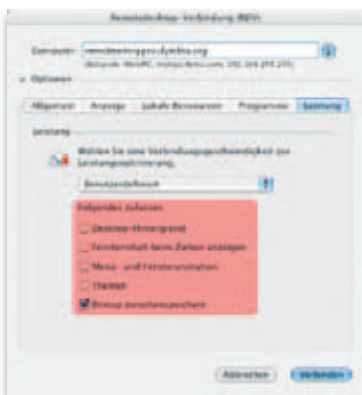 Remotedesktop-Verbindung (RDV)
Computer:
Optionen
Allgemein Anzeige Lokale Ressourcen Programme Leistung
Leistung
Wählen Sie eine Verbindungsgeschwindigkeit zur
Leistungsoptimierung.
Benutzerdefiniert
Folgendes zulassen
Desktop-Hintergrund
Fensterinhalt beim Ziehen anzeigen
Menü- und Fensteranimation
Themen
Bitmap zwischenspeichern
Abbrechen Verbinden